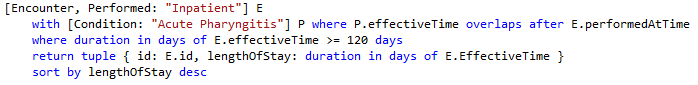 [Encounter, Performed: "Inpatient"] E
with [Condition: "Acute Pharyngitis"] P where P.effectiveTime overlaps after E.performedAtTime
where duration in days of E.effectiveTime >= 120 days
return tuple { id: E.id, lengthOfStay: duration in days of E.EffectiveTime }
sort by lengthOfStay desc